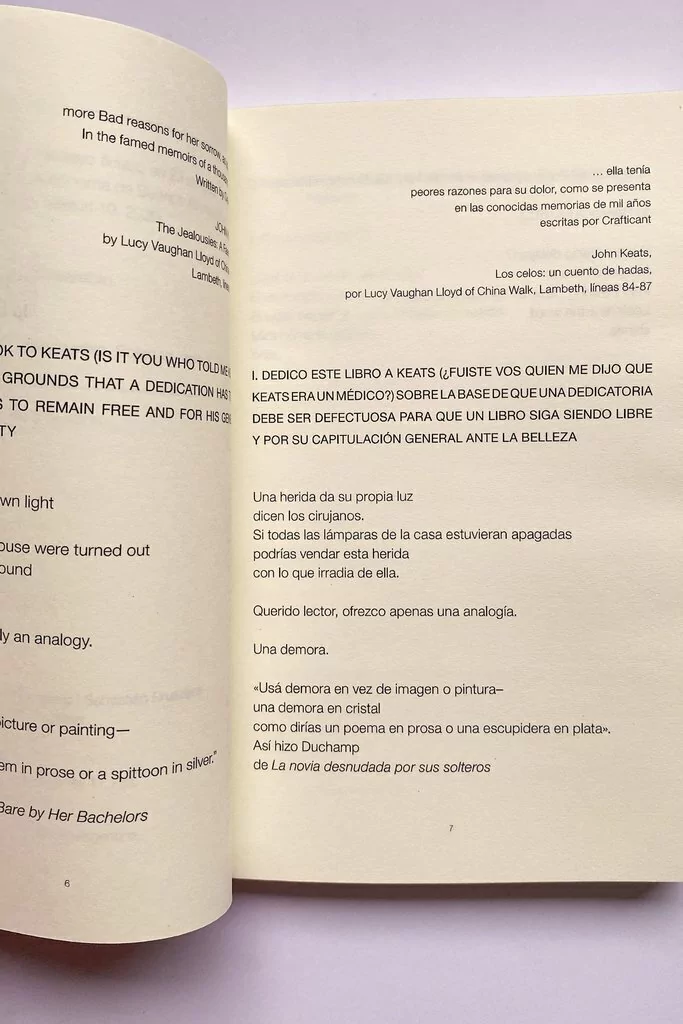 more Bad reasons for her sorrow, as
In the famed memoirs of a thousand
Written by
The Jealousies: A
by Lucy Vaughan Lloyd of China
Lambeth,
OK TO KEATS (IS IT YOU WHO TOLD ME
GROUNDS THAT A DEDICATION HAS
TO REMAIN FREE AND FOR HIS
TY
wn light
ouse were turned out
ound
ly an analogy.
icture or painting—
em in prose or a spittoon in silver.”
Bare by Her Bachelors
6
… ella tenía
peores razones para su dolor, como se presenta
en las conocidas memorias de mil años
escritas por Crafticant
John Keats,
Los celos: un cuento de hadas,
por Lucy Vaughan Lloyd of China Walk, Lambeth, líneas 84-87
I. DEDICO ESTE LIBRO A KEATS (¿FUISTE VOS QUIEN ME DIJO QUE
KEATS ERA UN MÉDICO?) SOBRE LA BASE DE QUE UNA DEDICATORIA
DEBE SER DEFECTUOSA PARA QUE UN LIBRO SIGA SIENDO LIBRE
Y POR SU CAPITULACIÓN GENERAL ANTE LA BELLEZA
Una herida da su propia luz
dicen los cirujanos.
Si todas las lámparas de la casa estuvieran apagadas
podrías vendar esta herida
con lo que irradia de ella.
Querido lector, ofrezco apenas una analogía.
Una demora.
«Usá demora en vez de imagen o pintura–
una demora en cristal
como dirías un poema en prosa o una escupidera en plata».
Así hizo Duchamp
de La novia desnudada por sus solteros
7